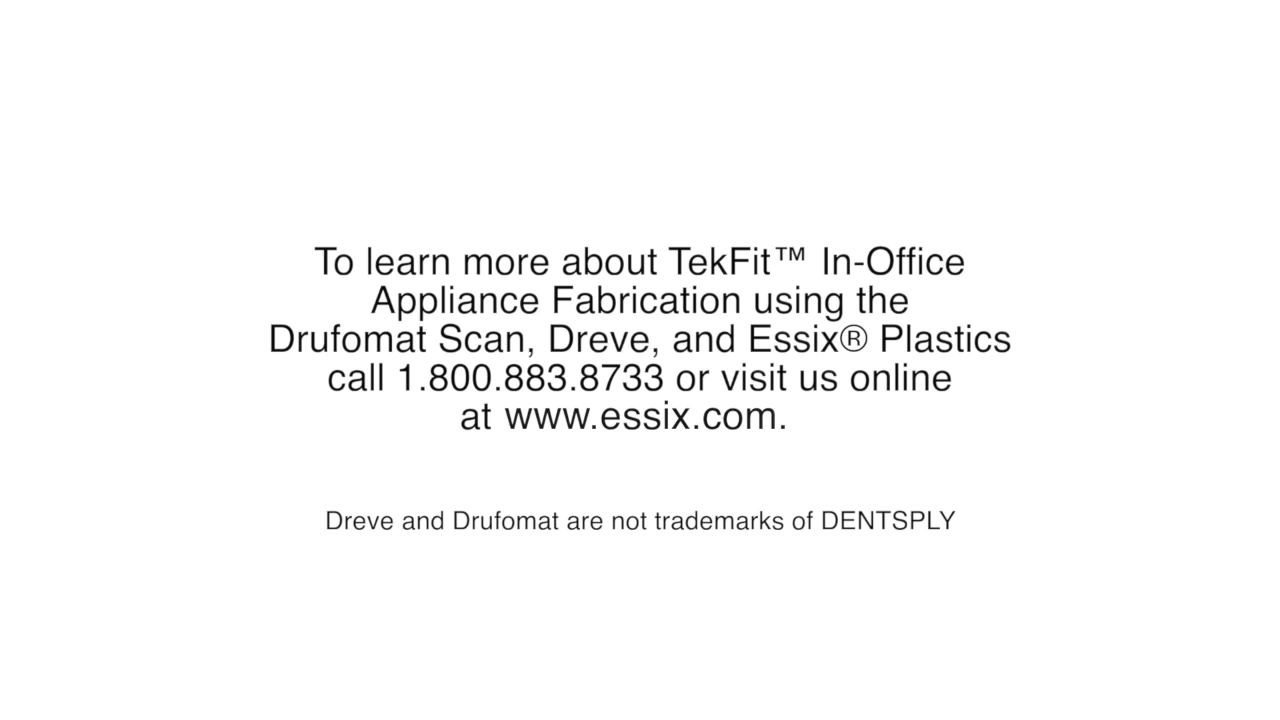 To learn more about TekFit™ In-Office
Appliance Fabrication using the
Drufomat Scan, Dreve, and Essix® Plastics
call 1.800.883.8733 or visit us online
at www.essix.com.
Dreve and Drufomat are not trademarks of DENTSPLY